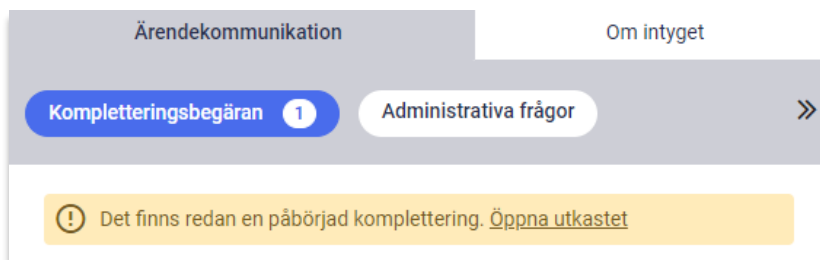 Ärendekommunikation Om intyget
Kompletteringsbegäran 1 Administrativa frågor
Det finns redan en påbörjad komplettering. Öppna utkastet